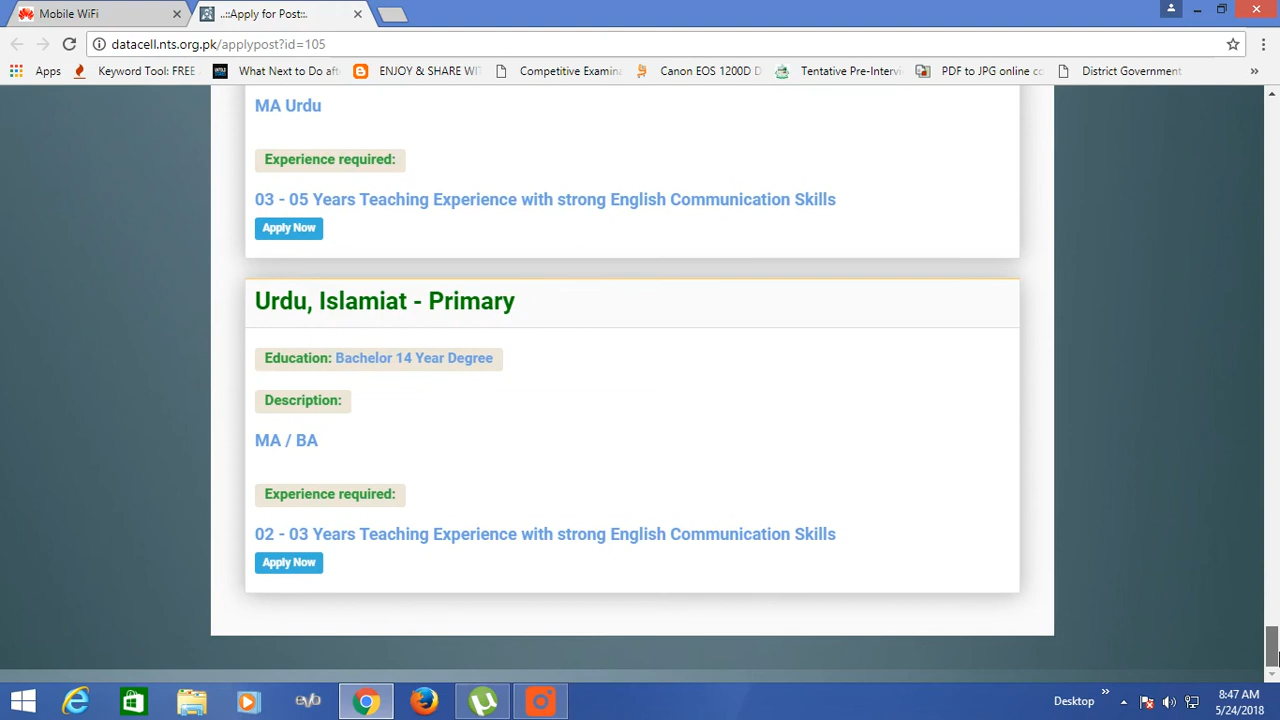 Mobile WiFi
..::Apply for Post::.
datacell.nts.org.pk/applypost?id=105
Apps
Keyword Tool: FREE
What Next to Do aft
ENJOY & SHARE WIT
Competitive Examina
Canon EOS 1200D D
Tentative Pre-Intervi
PDF to JPG online co
District Government
MA Urdu
Experience required:
03 - 05 Years Teaching Experience with strong English Communication Skills
Apply Now
Urdu, Islamiat - Primary
Education: Bachelor 14 Year Degree
Description:
MA / BA
Experience required:
02 - 03 Years Teaching Experience with strong English Communication Skills
Apply Now
Desktop
8:47 AM
5/24/2018